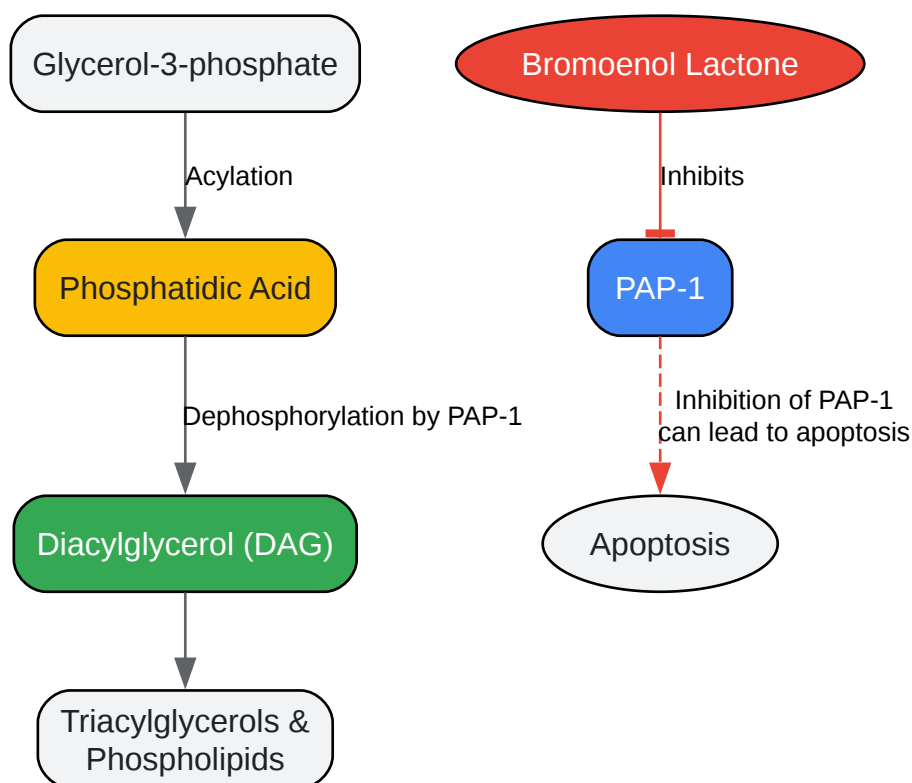 Glycerol-3-phosphate
Bromoenol Lactone
Acylation
Inhibits
Phosphatidic Acid
PAP-1
Dephosphorylation by PAP-1
Inhibition of PAP-1
can lead to apoptosis
Diacylglycerol (DAG)
Apoptosis
Triacylglycerols &
Phospholipids